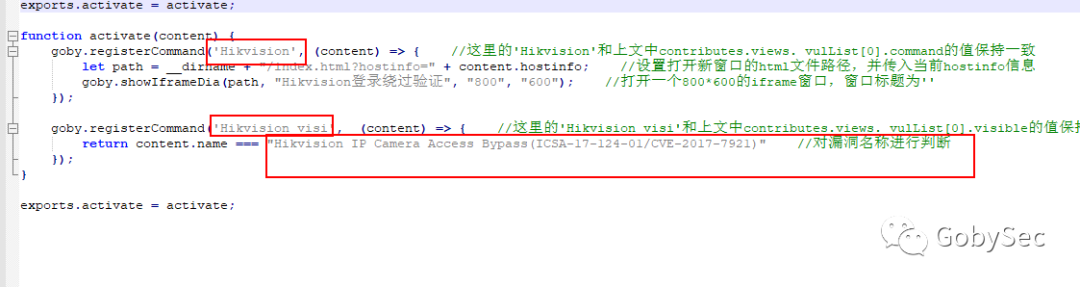 exports.activate = activate;
function activate(content) {
goby.registerCommand('Hikvision', (content) => { //这里的'Hikvision'和上文中contributes.views. vulList[0].command的值保持一致
let path = __dirname + "/index.html?hostinfo=" + content.hostinfo; //设置打开新窗口的html文件路径，并传入当前hostinfo信息
goby.showIframeDia(path, "Hikvision登录绕过验证", "800", "600"); //打开一个800*600的iframe窗口，窗口标题为''
});
goby.registerCommand('Hikvision visi', (content) => { //这里的'Hikvision visi'和上文中contributes.views. vulList[0].visible的值保
return content.name === "Hikvision IP Camera Access Bypass(ICSA-17-124-01/CVE-2017-7921)" //对漏洞名称进行判断
});
}
exports.activate = activate;
GobySec